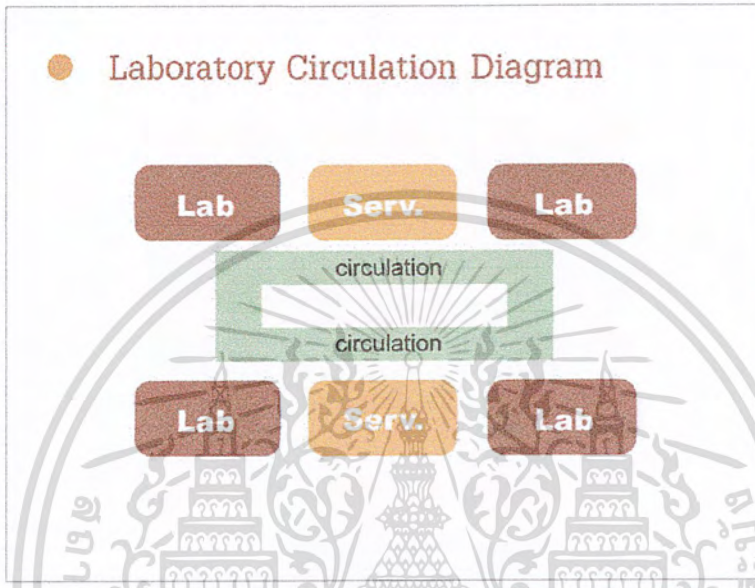 Laboratory Circulation Diagram
Lab Serv. Lab
circulation
circulation
Lab Serv. Lab